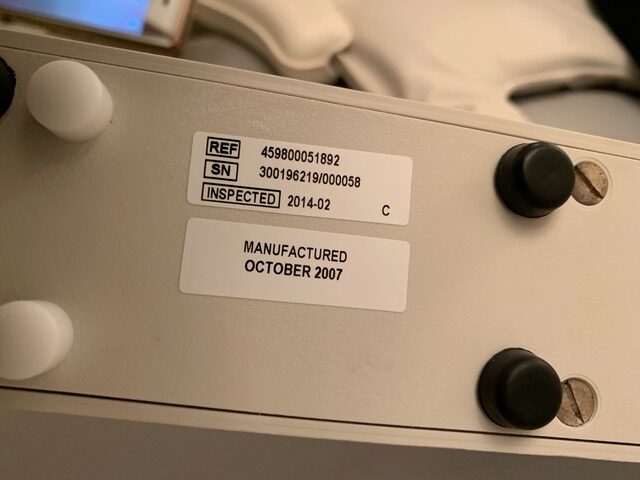 REF 459800051892
SN 300196219/000058
INSPECTED 2014-02 C
MANUFACTURED
OCTOBER 2007